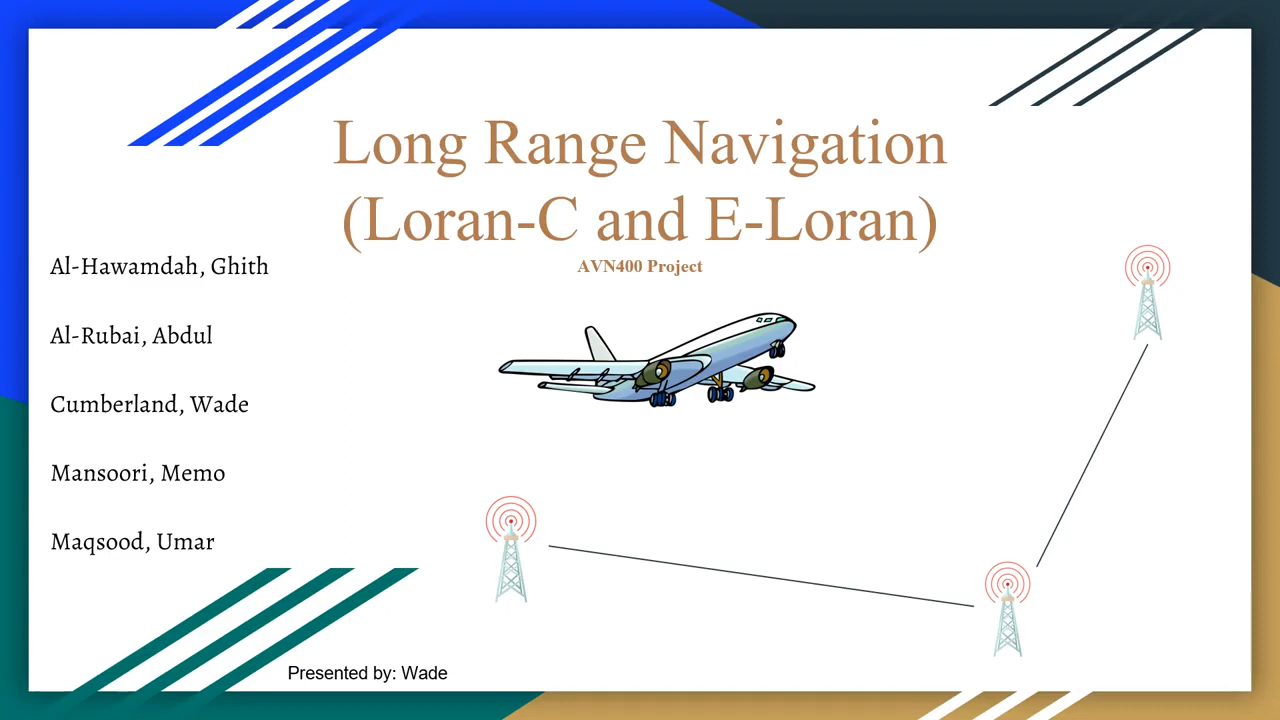 Long Range Navigation
(Loran-C and E-Loran)
AVN400 Project
Al-Hawamdah, Ghith
Al-Rubai, Abdul
Cumberland, Wade
Mansoori, Memo
Maqsood, Umar
Presented by: Wade